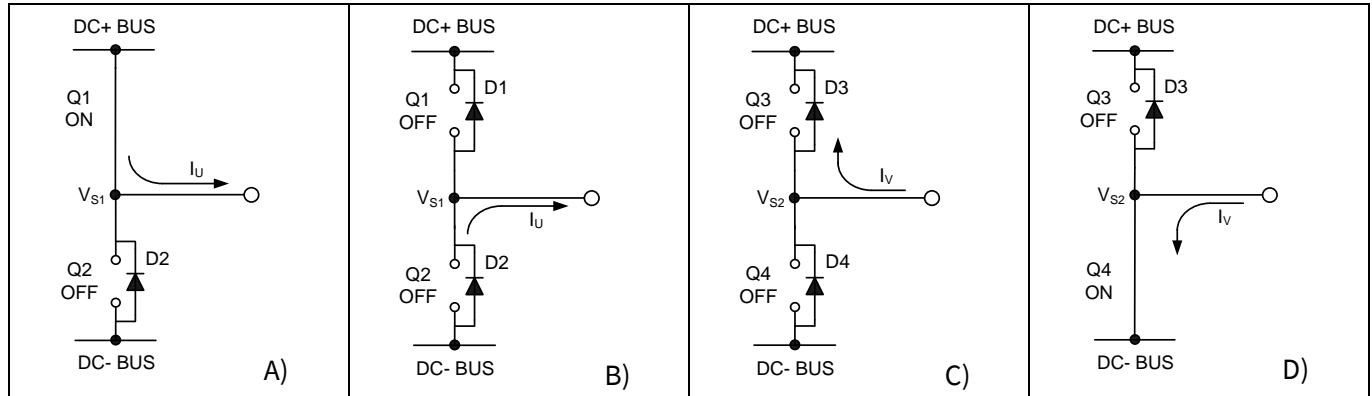 DC+ BUS
Q1
ON
I_U
V_S1
Q2
OFF
D2
DC- BUS
A)
DC+ BUS
D1
Q1
OFF
V_S1
I_U
D2
Q2
OFF
DC- BUS
B)
DC+ BUS
D3
Q3
OFF
I_V
V_S2
D4
Q4
OFF
DC- BUS
C)
DC+ BUS
D3
Q3
OFF
V_S2
I_V
Q4
ON
DC- BUS
D)